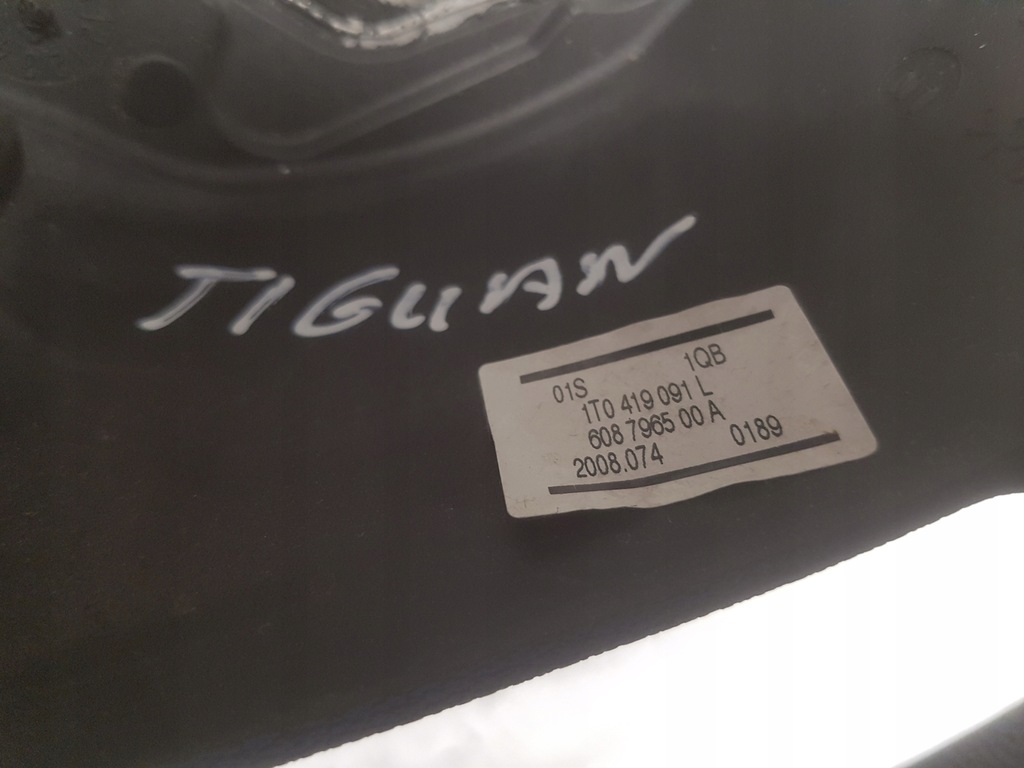 TIGUAN
01S 1QB
1T0 419 091 L
608 7965 00 A
2008.074 0189